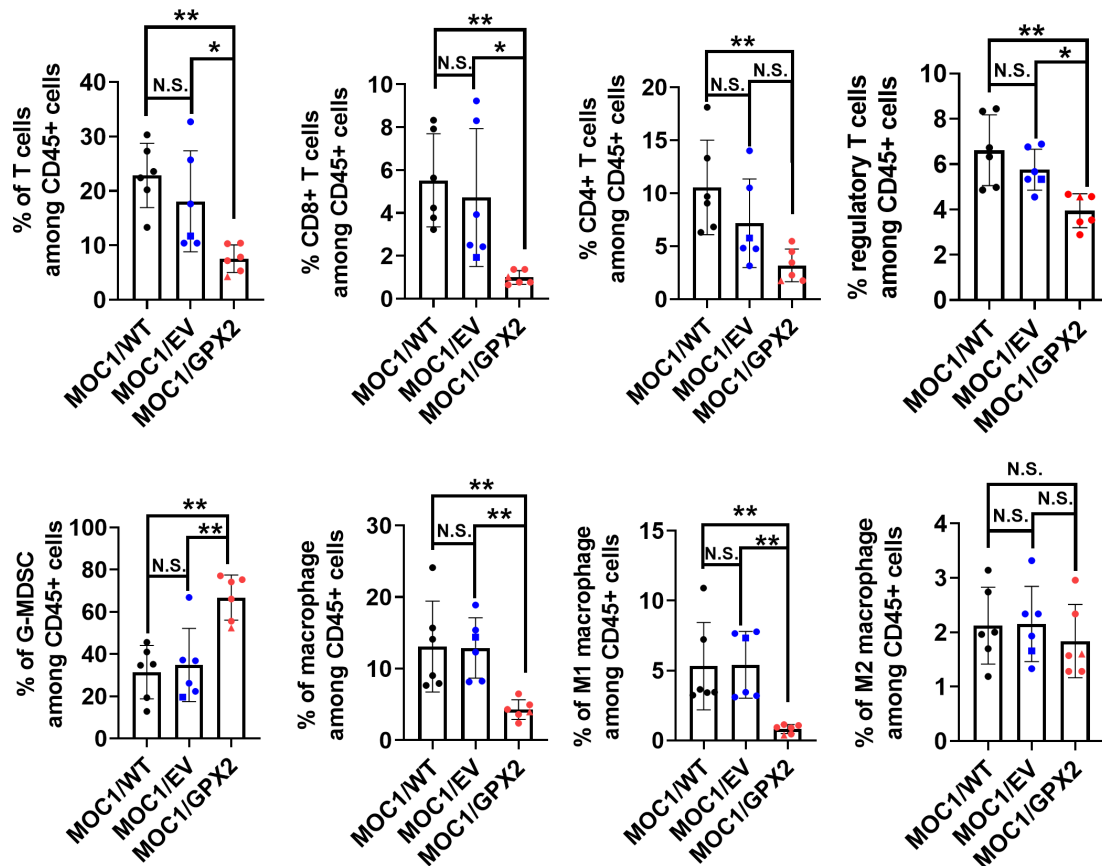 % of T cells
among CD45+ cells
**
*
N.S.
40
30
20
10
0
MOC1/WT
MOC1/EV
MOC1/GPX2
% CD8+ T cells
among CD45+ cells
**
*
N.S.
10
8
6
4
2
0
MOC1/WT
MOC1/EV
MOC1/GPX2
% CD4+ T cells
among CD45+ cells
**
N.S.
N.S.
20
15
10
5
0
MOC1/WT
MOC1/EV
MOC1/GPX2
% regulatory T cells
among CD45+ cells
**
*
N.S.
10
8
6
4
2
0
MOC1/WT
MOC1/EV
MOC1/GPX2
% of G-MDSC
among CD45+ cells
**
**
N.S.
100
80
60
40
20
0
MOC1/WT
MOC1/EV
MOC1/GPX2
% of macrophage
among CD45+ cells
**
**
N.S.
30
20
10
0
MOC1/WT
MOC1/EV
MOC1/GPX2
% of M1 macrophage
among CD45+ cells
**
**
N.S.
15
10
5
0
MOC1/WT
MOC1/EV
MOC1/GPX2
% of M2 macrophage
among CD45+ cells
N.S.
N.S.
N.S.
4
3
2
1
0
MOC1/WT
MOC1/EV
MOC1/GPX2